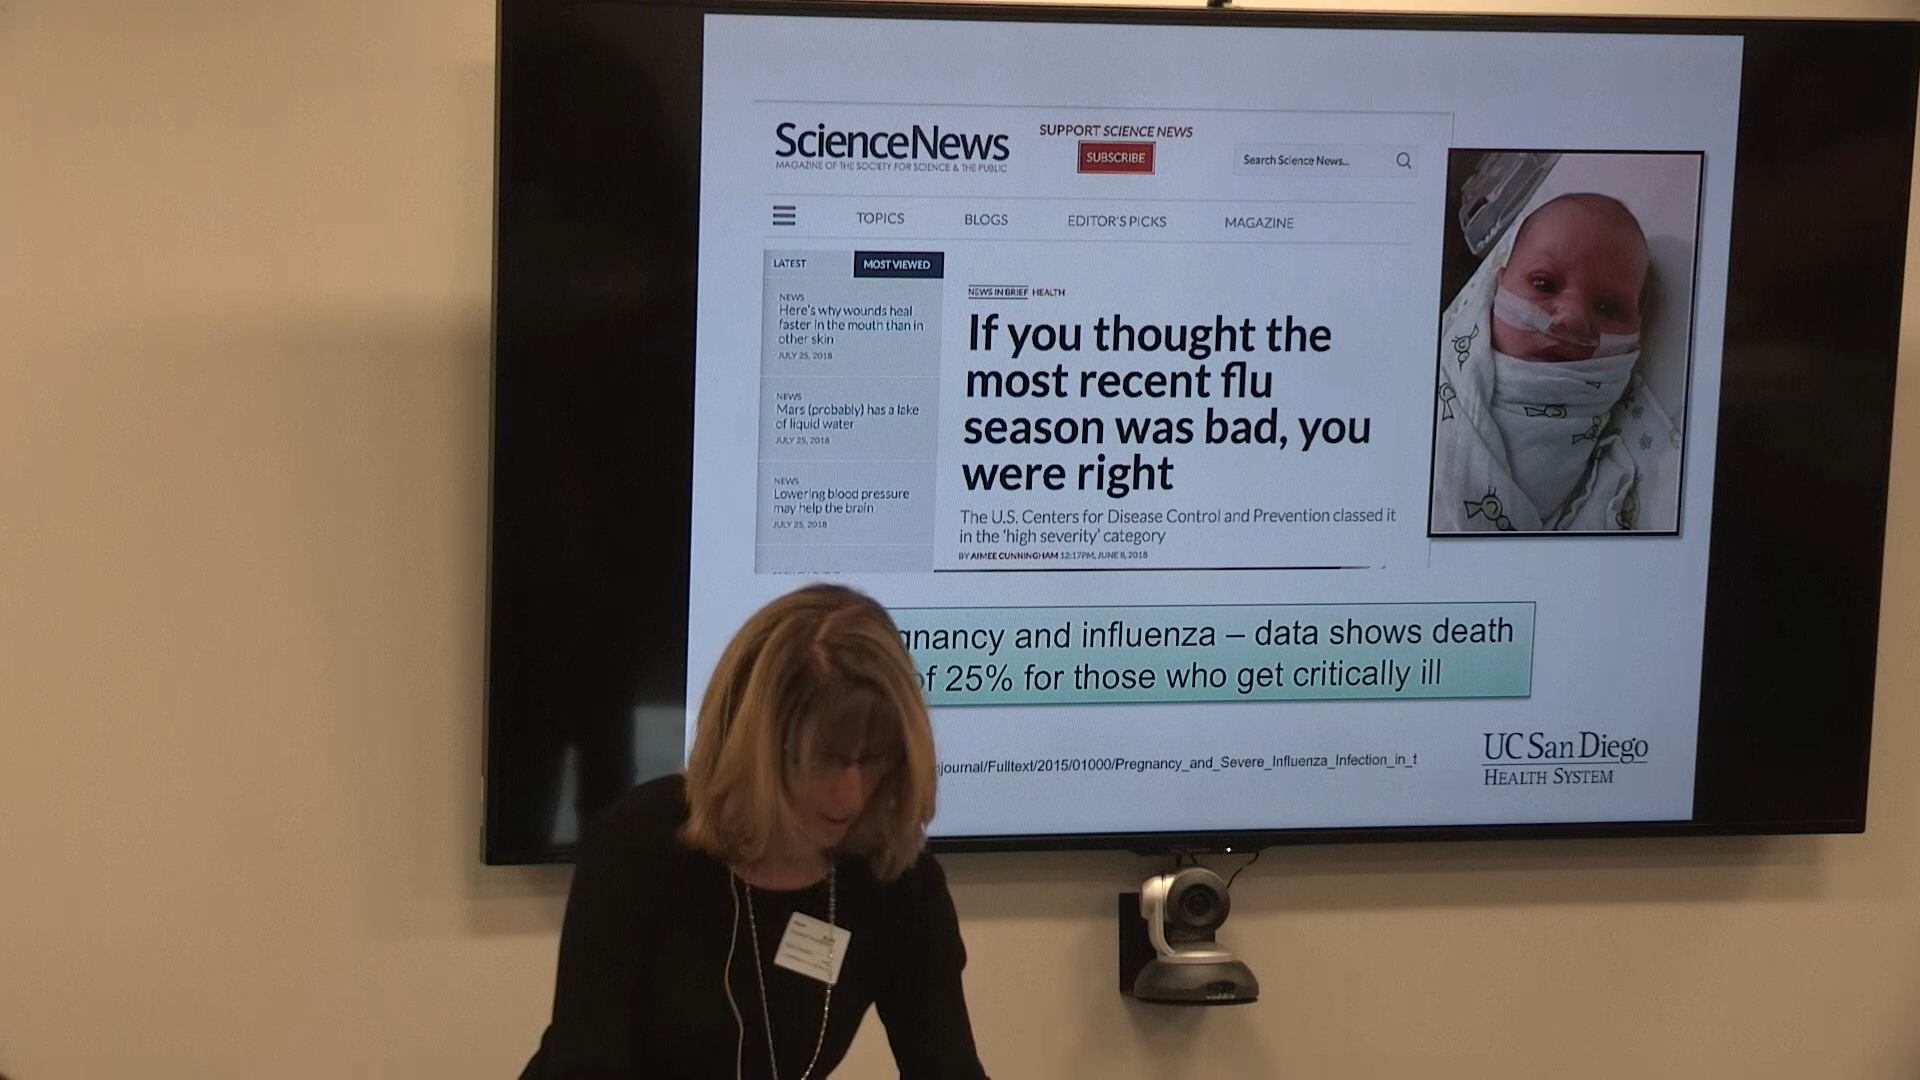 ScienceNews
MAGAZINE OF THE SOCIETY FOR SCIENCE & THE PUBLIC
SUPPORT SCIENCE NEWS
SUBSCRIBE
Search Science News...
TOPICS
BLOGS
EDITOR'S PICKS
MAGAZINE
LATEST
MOST VIEWED
NEWS
Here's why wounds heal
faster in the mouth than in
other skin
JULY 25, 2018
NEWS
Mars (probably) has a lake
of liquid water
JULY 25, 2018
NEWS
Lowering blood pressure
may help the brain
JULY 25, 2018
NEWS IN BRIEF HEALTH
If you thought the
most recent flu
season was bad, you
were right
The U.S. Centers for Disease Control and Prevention classed it
in the 'high severity' category
BY AIMEE CUNNINGHAM 12:17PM, JUNE 8, 2018
gnancy and influenza – data shows death
of 25% for those who get critically ill
journal/Fulltext/2015/01000/Pregnancy_and_Severe_Influenza_Infection_in_t
UC San Diego
HEALTH SYSTEM